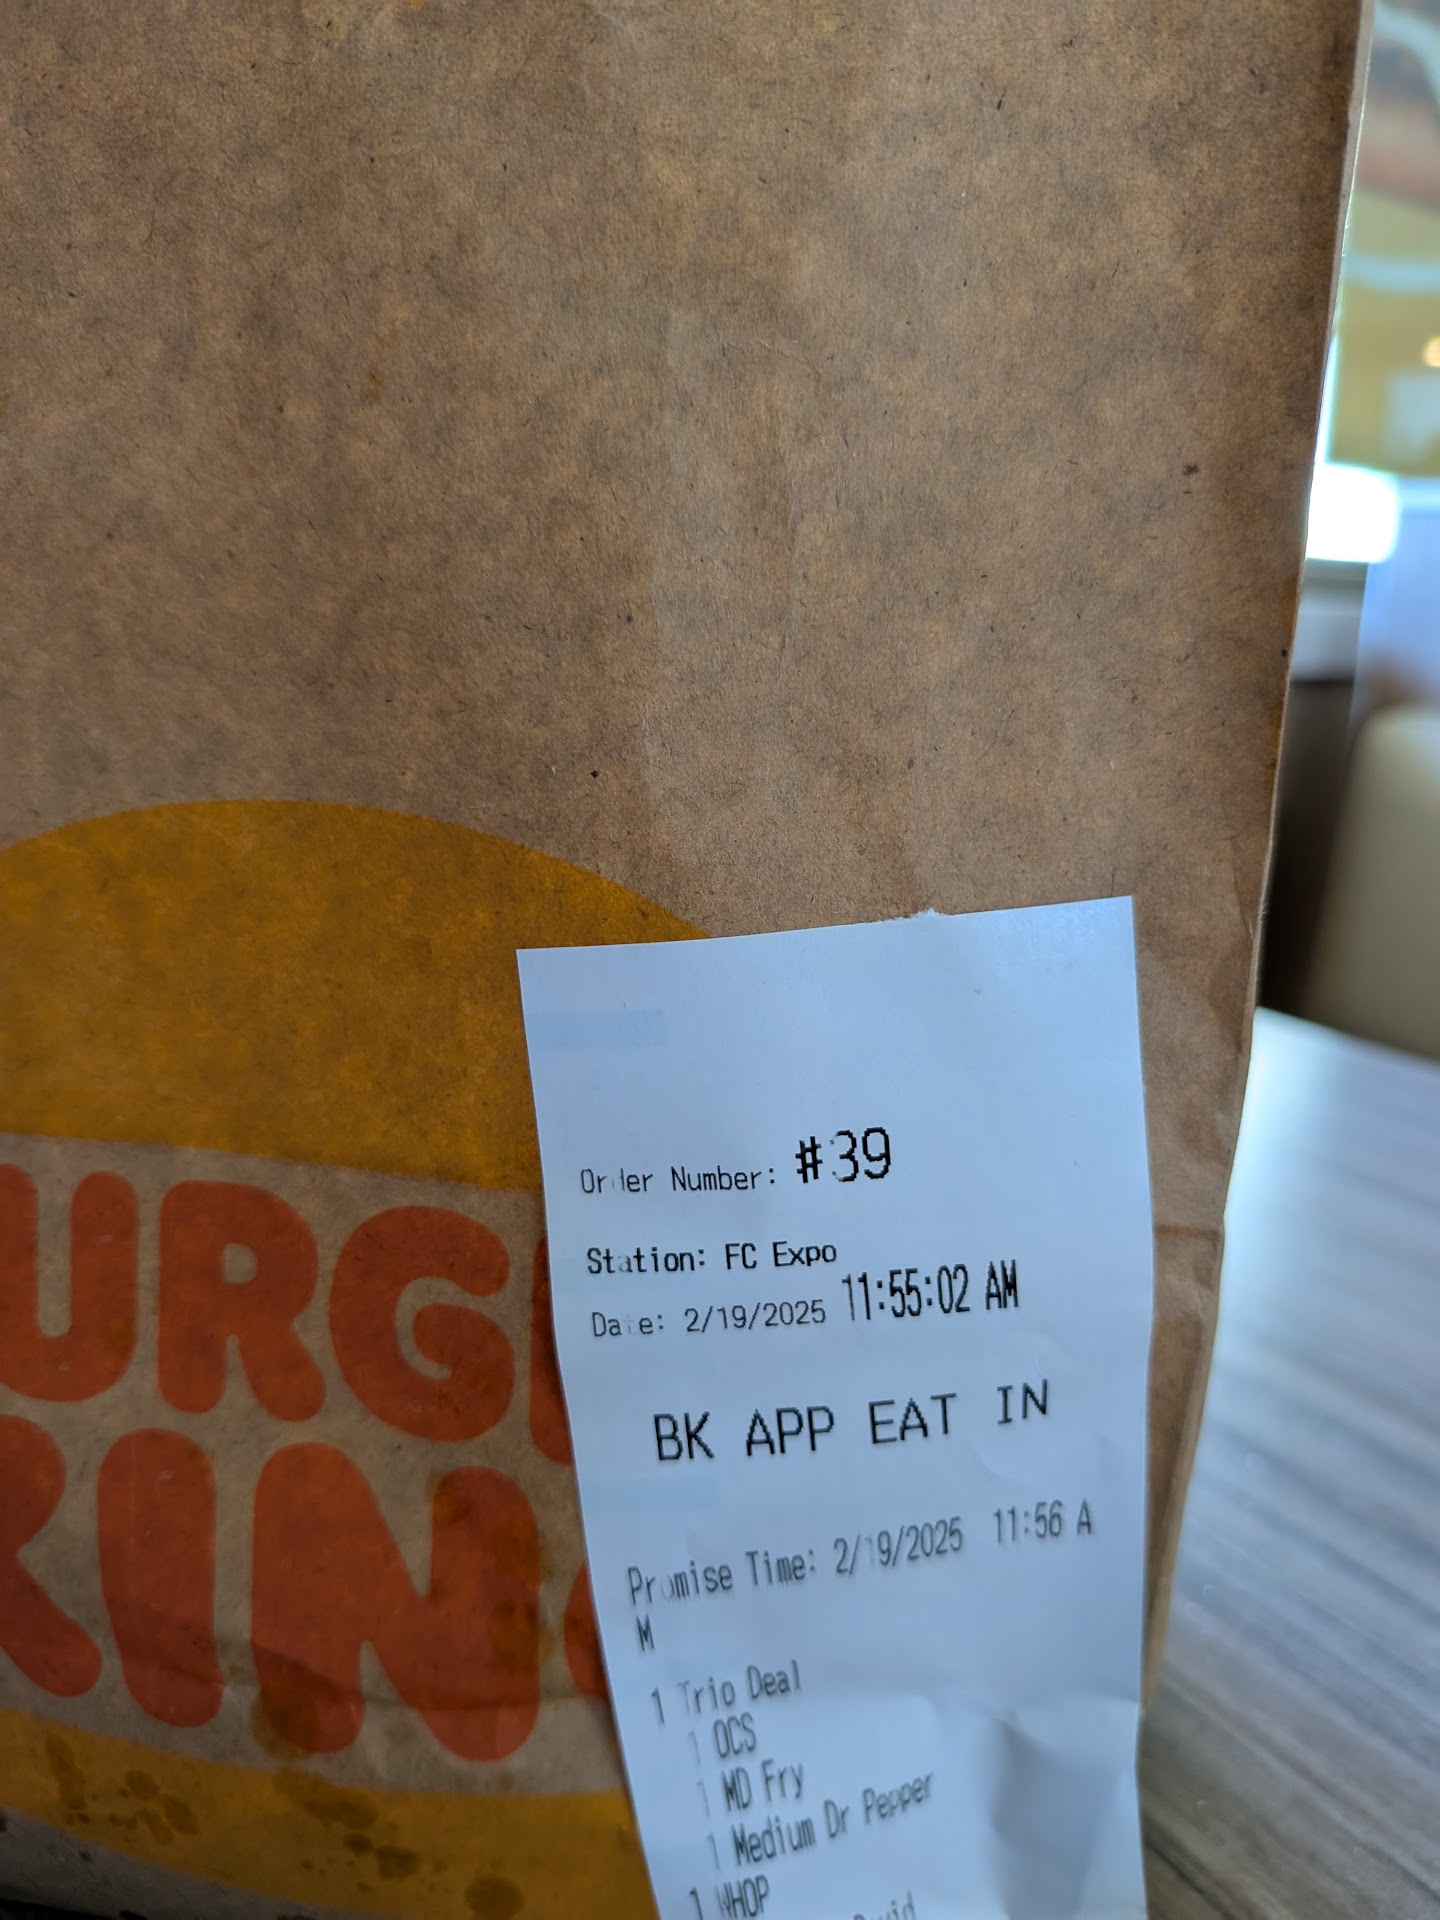 URG
KING
Order Number: #39
Station: FC Expo
Date: 2/19/2025 11:55:02 AM
BK APP EAT IN
Promise Time: 2/19/2025 11:56 A
M
1 Trio Deal
1 OCS
1 MD Fry
1 Medium Dr Pepper
1 WHOP